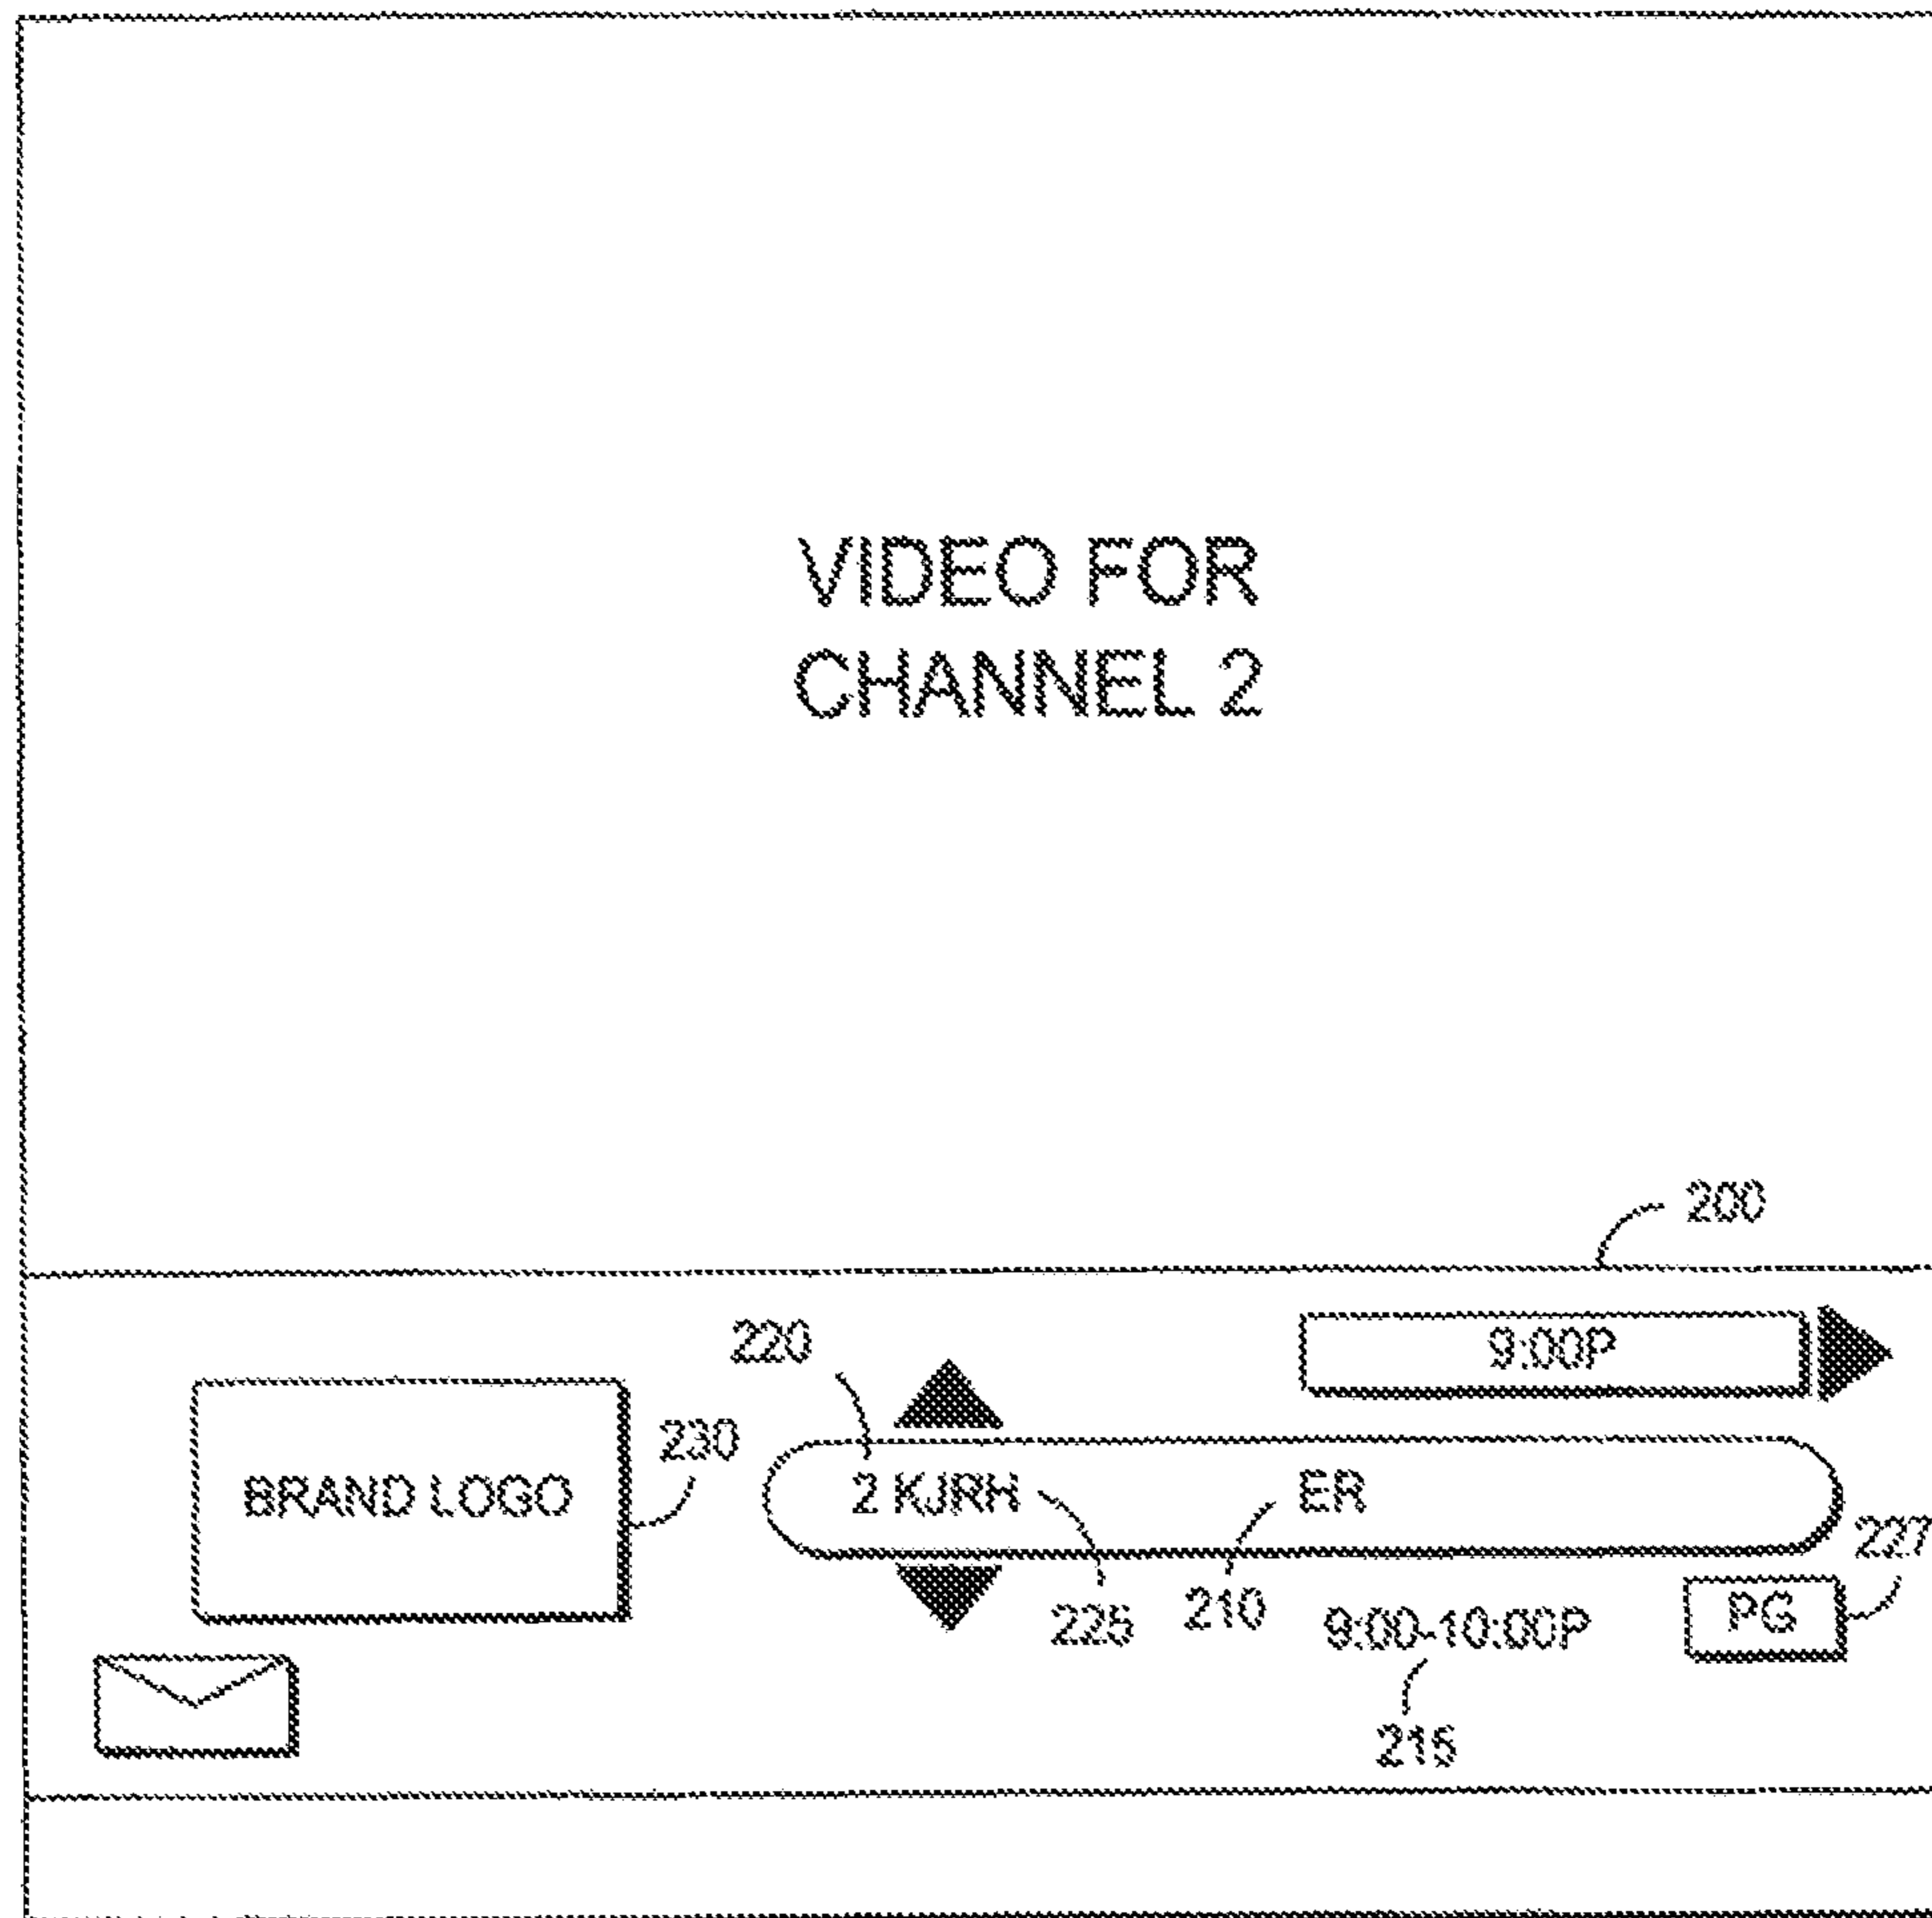 VIDEO FOR
CHANNEL 2
200
220
9:00P
230
BRAND LOGO
2 KJRH
ER
227
225
210
9:00-10:00P
PG
215